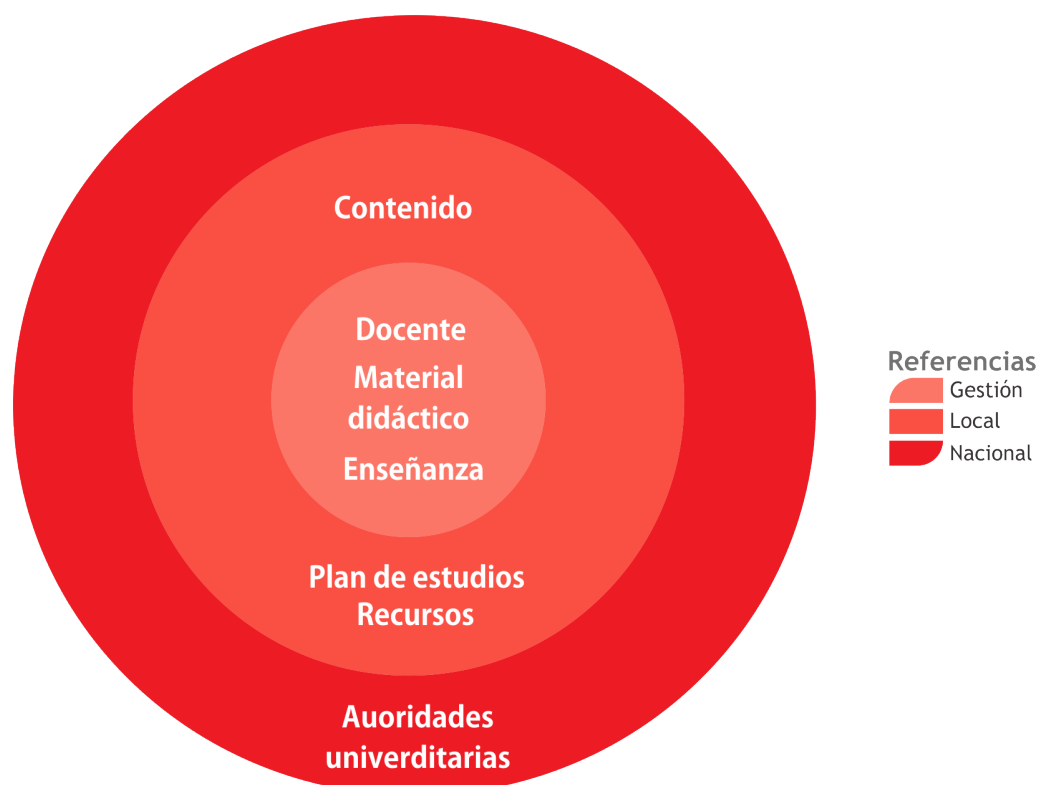 Contenido
Docente
Material
didáctico
Enseñanza
Plan de estudios
Recursos
Auoridades
univerditarias
Referencias
Gestión
Local
Nacional